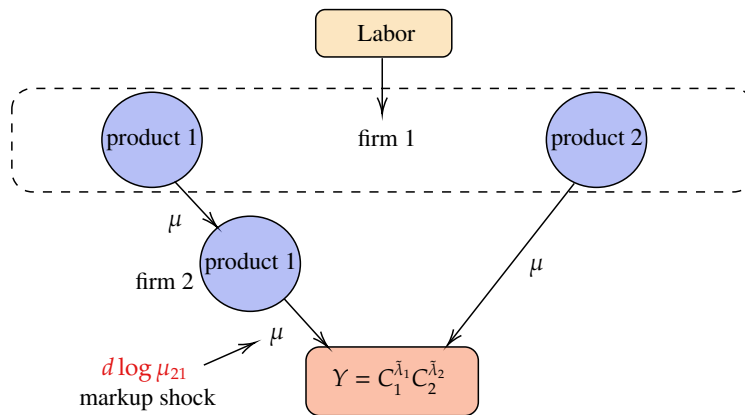 Labor
product 1
firm 1
product 2
μ
product 1
firm 2
μ
μ
d log μ₂₁
markup shock
Y = C₁^{λ̃₁} C₂^{λ̃₂}